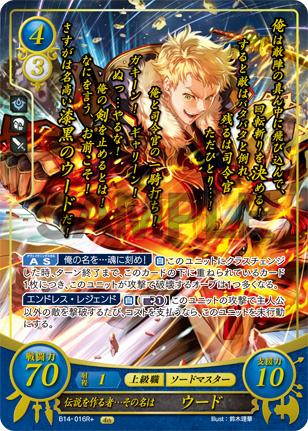 4
3
俺は敵陣の真ん中に飛び込んで、
回転斬りを決める!
すると敵はバタバタと倒れ、
残るは司令官
ただひとり!
俺と司令官の一騎打ち!
ガキーン! ギャリーン!
ぬっ…やるな…!
俺の剣を止めるとは!
なにを言う、お前こそ!
さすがは名高い漆黒のウードだ!
AS 俺の名を…魂に刻め! 自 このユニットにクラスチェンジ
した時、ターン終了まで、このカードの下に重ねられているカード
1枚につき、このユニットが攻撃で破壊するオーブは1つ多くなる。
エンドレス・レジェンド 自 【 1】このユニットの攻撃で主人公
以外の敵を撃破するたび、コストを支払うなら、このユニットを未行動
にする。
戦闘力
70
射程 1 上級職 ソードマスター
支援力
10
B14-016R+ 4th
伝説を作る者…その名は ウード
Illust:鈴木理華